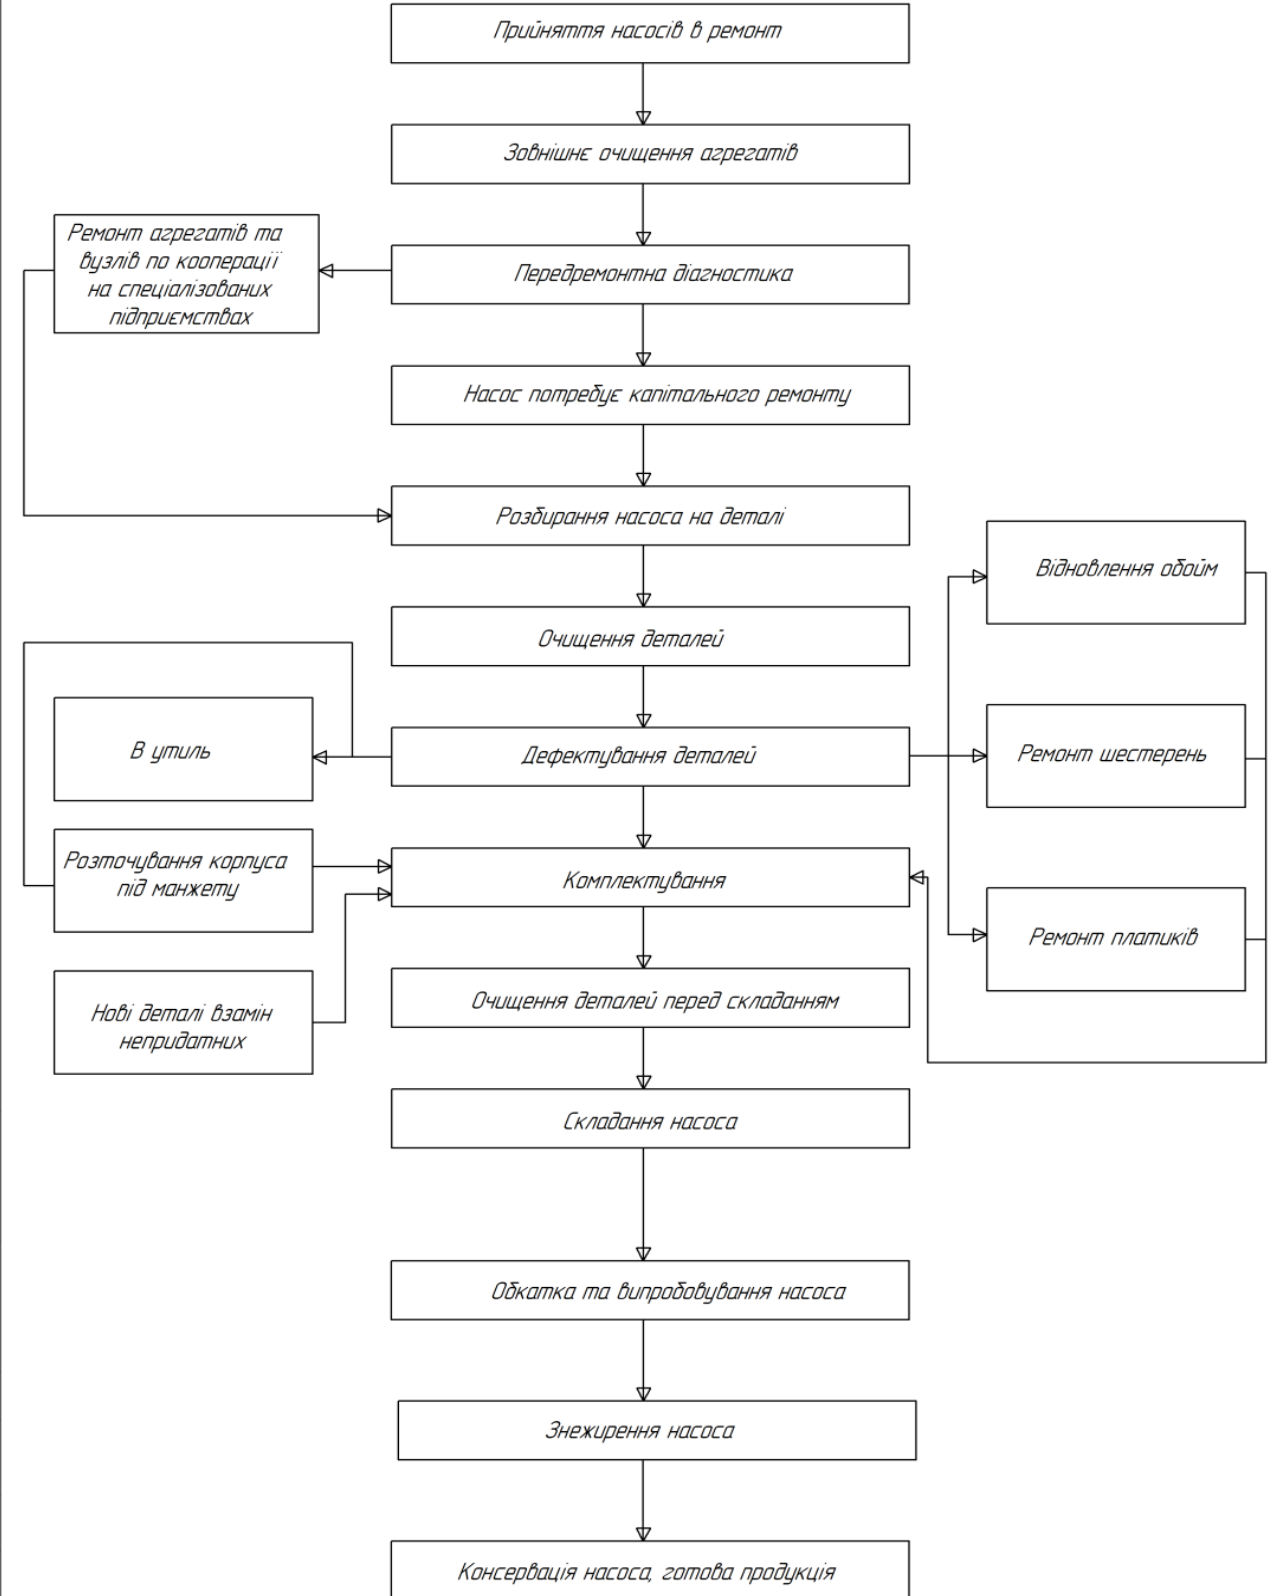 Прийняття насосів в ремонт
Зовнішнє очищення агрегатів
Ремонт агрегатів та
вузлів по кооперації
на спеціалізованих
підприємствах
Передремонтна діагностика
Насос потребує капітального ремонту
Розбирання насоса на деталі
Відновлення обойм
Очищення деталей
В утиль
Дефектування деталей
Ремонт шестерень
Розточування корпуса
під манжету
Комплектування
Ремонт платиків
Нові деталі взамін
непридатних
Очищення деталей перед складанням
Складання насоса
Обкатка та випробовування насоса
Знежирення насоса
Консервація насоса, готова продукція